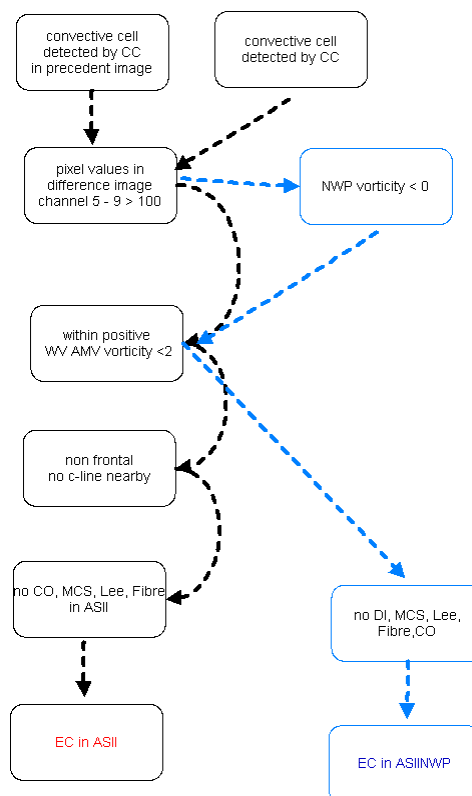 convective cell
detected by CC
in precedent image
convective cell
detected by CC
pixel values in
difference image
channel 5 - 9 > 100
NWP vorticity < 0
within positive
WV AMV vorticity <2
non frontal
no c-line nearby
no CO, MCS, Lee, Fibre
in ASII
no DI, MCS, Lee,
Fibre,CO
EC in ASII
EC in ASIINWP